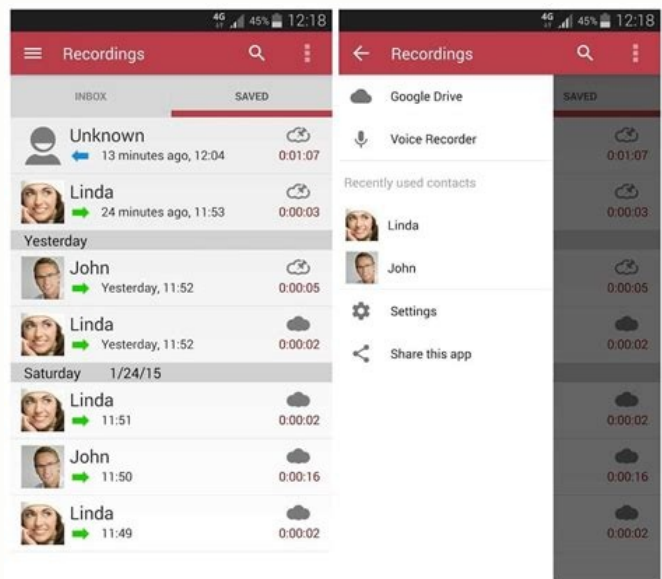 4G 45% 12:18
Recordings
INBOX SAVED
Unknown
13 minutes ago, 12:04 0:01:07
Linda
24 minutes ago, 11:53 0:00:03
Yesterday
John
Yesterday, 11:52 0:00:05
Linda
Yesterday, 11:52 0:00:02
Saturday 1/24/15
Linda
11:51 0:00:02
John
11:50 0:00:16
Linda
11:49 0:00:02
4G 45% 12:18
Recordings
Google Drive SAVED
Voice Recorder 0:01:07
Recently used contacts
0:00:03
Linda
John
0:00:05
Settings
0:00:02
Share this app
0:00:02
0:00:16
0:00:02